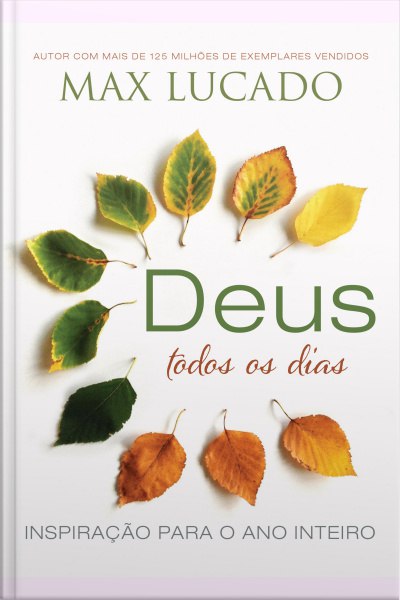 AUTOR COM MAIS DE 125 MILHÕES DE EXEMPLARES VENDIDOS
MAX LUCADO
Deus
todos os dias
INSPIRAÇÃO PARA O ANO INTEIRO